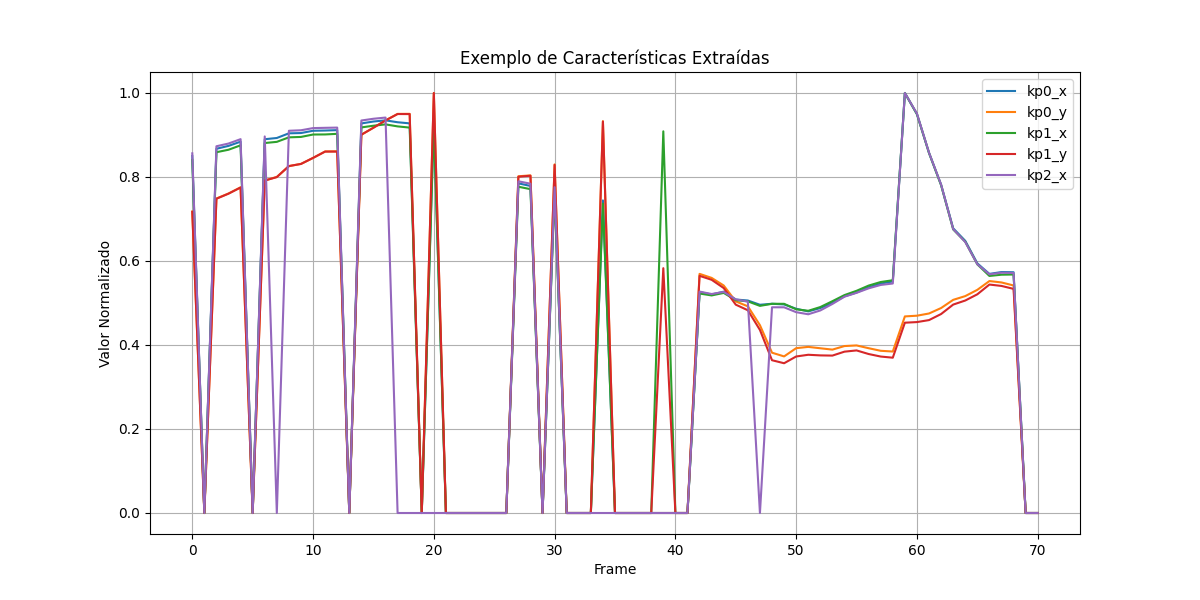 Exemplo de Características Extraídas
kp0_x
kp0_y
kp1_x
kp1_y
kp2_x
Valor Normalizado
1.0
0.8
0.6
0.4
0.2
0.0
0 10 20 30 40 50 60 70
Frame